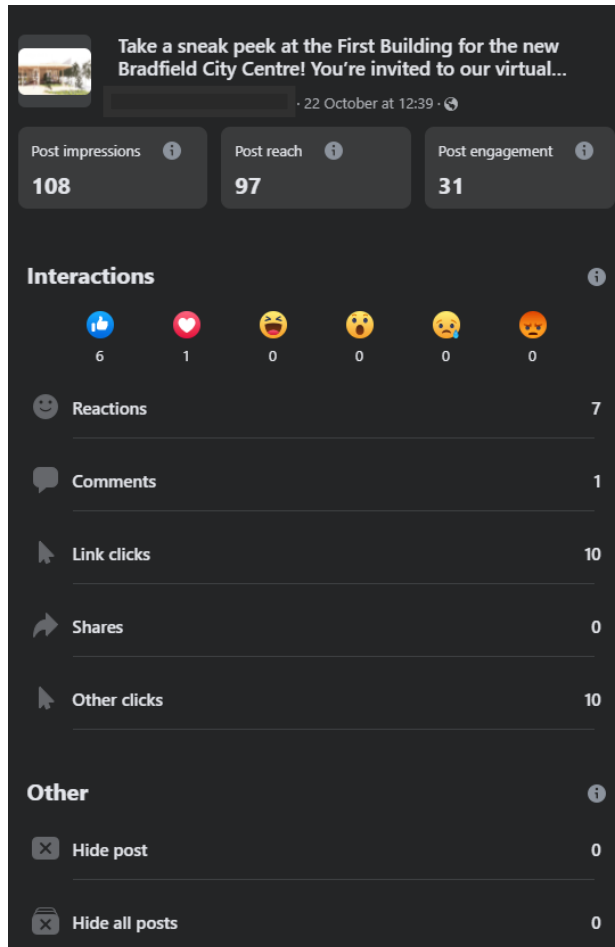 Take a sneak peek at the First Building for the new
Bradfield City Centre! You’re invited to our virtual...
· 22 October at 12:39 ·
Post impressions
108
Post reach
97
Post engagement
31
Interactions
6 1 0 0 0 0
Reactions 7
Comments 1
Link clicks 10
Shares 0
Other clicks 10
Other
Hide post 0
Hide all posts 0